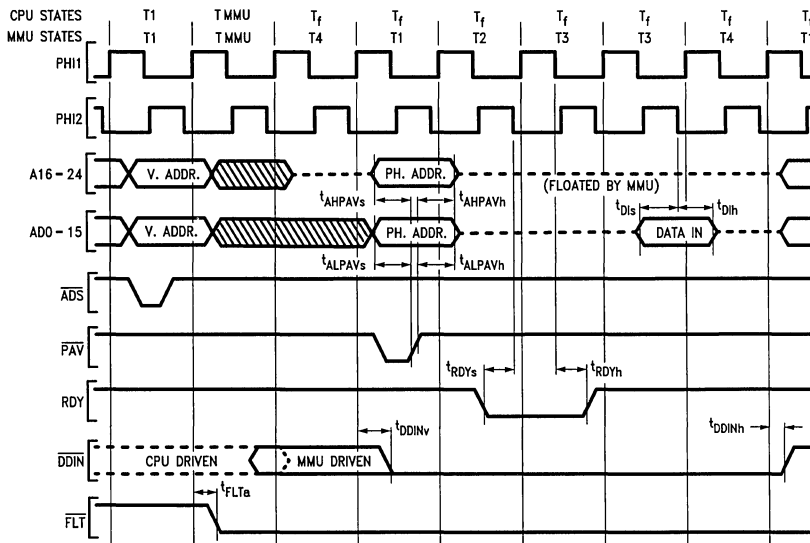 CPU STATES T1 TMMU Tf Tf Tf Tf Tf Tf
MMU STATES T1 TMMU T4 T1 T2 T3 T3 T4
PHI1
PHI2
A16-24 V. ADDR. PH. ADDR. (FLOATED BY MMU)
tAHPAVs tAHPAVh tDIs tDIh
AD0-15 V. ADDR. PH. ADDR. DATA IN
tALPAVs tALPAVh
ADS
PAV
tRDYs tRDYh
RDY
tDDINv tDDINh
DDIN CPU DRIVEN MMU DRIVEN
tFLTa
FLT